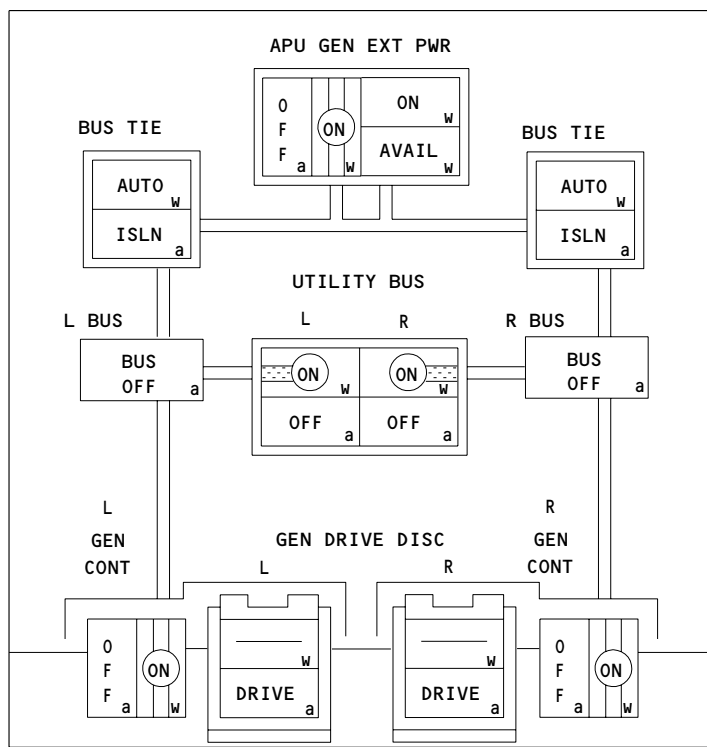 APU GEN EXT PWR
O
F
F
a
ON
W
ON
W
AVAIL
W
BUS TIE
AUTO
W
ISLN
a
BUS TIE
AUTO
W
ISLN
a
UTILITY BUS
L R
L BUS
BUS
OFF
a
ON
W
ON
W
OFF
a
OFF
a
R BUS
BUS
OFF
a
L
GEN
CONT
GEN DRIVE DISC
L R
R
GEN
CONT
O
F
F
a
ON
W
W
DRIVE
a
W
DRIVE
a
O
F
F
a
ON
W